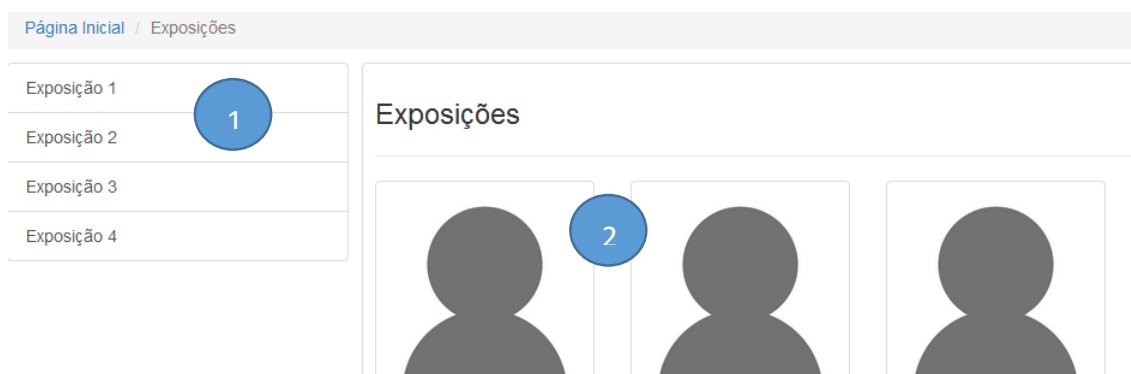 Página Inicial / Exposições
Exposição 1
1
Exposição 2
Exposição 3
Exposição 4
Exposições
2